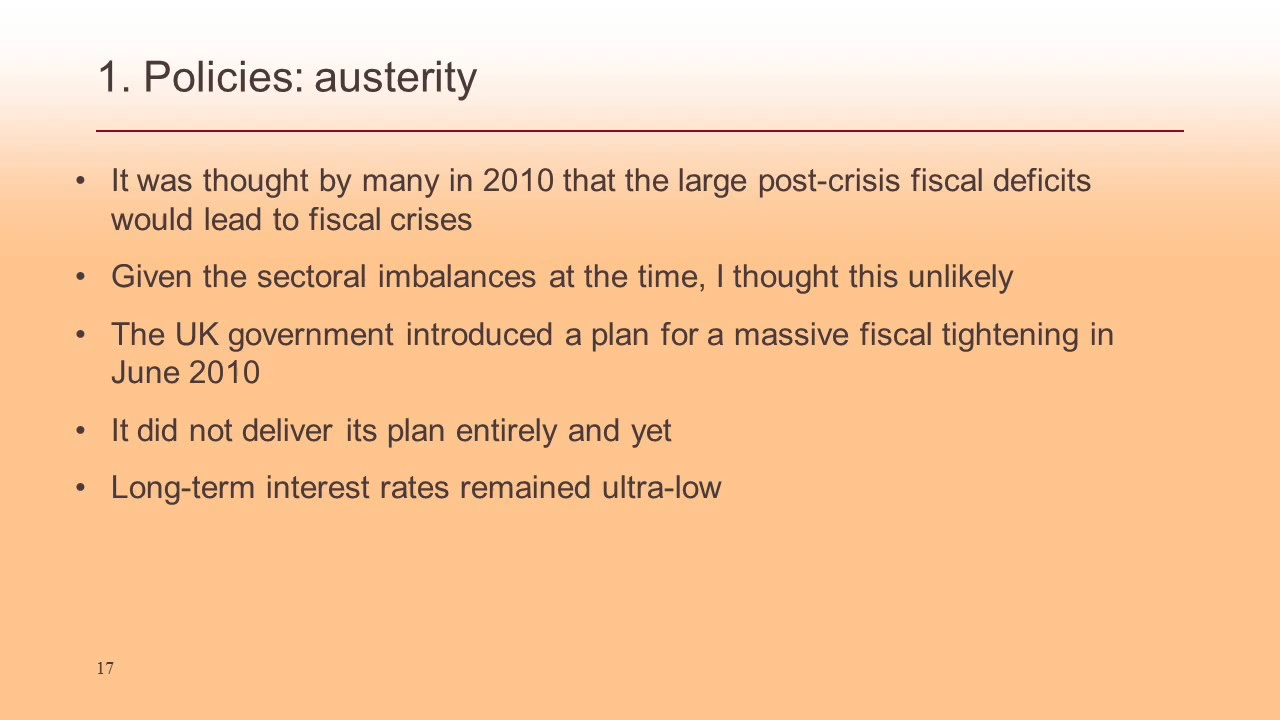 1. Policies: austerity
• It was thought by many in 2010 that the large post-crisis fiscal deficits
would lead to fiscal crises
• Given the sectoral imbalances at the time, I thought this unlikely
• The UK government introduced a plan for a massive fiscal tightening in
June 2010
• It did not deliver its plan entirely and yet
• Long-term interest rates remained ultra-low
17